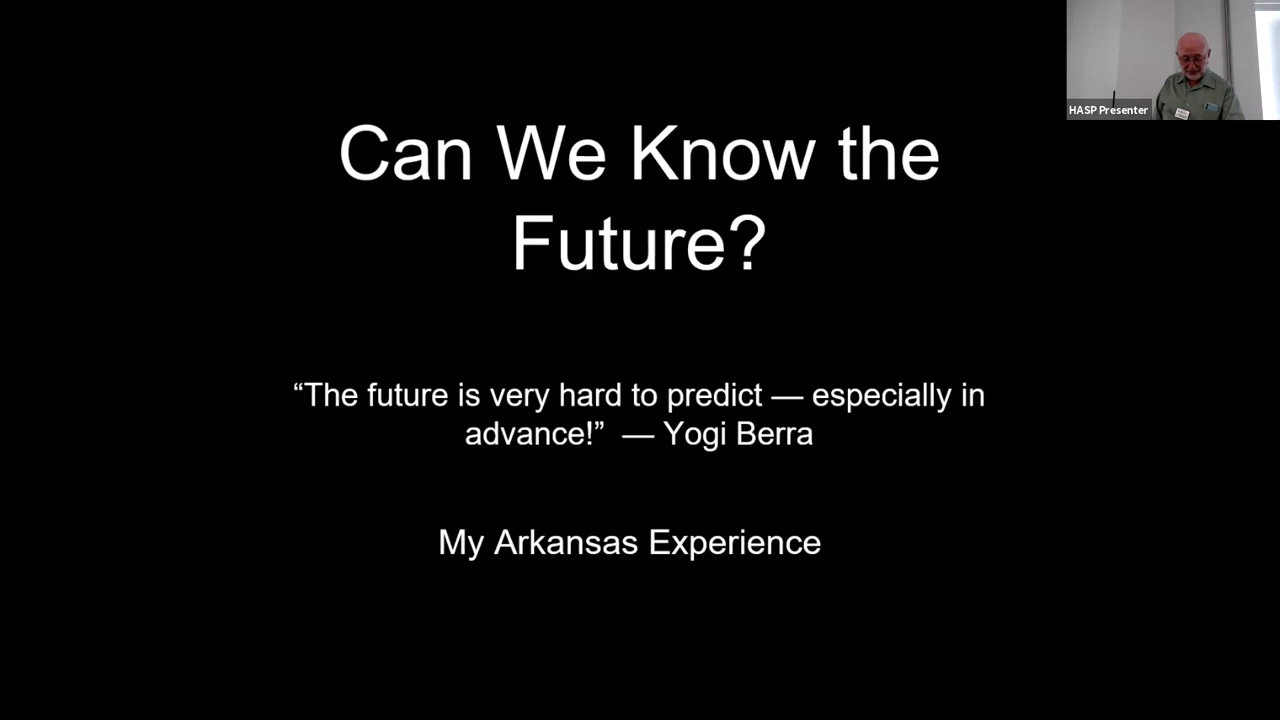 HASP Presenter
Can We Know the
Future?
“The future is very hard to predict — especially in
advance!” — Yogi Berra
My Arkansas Experience